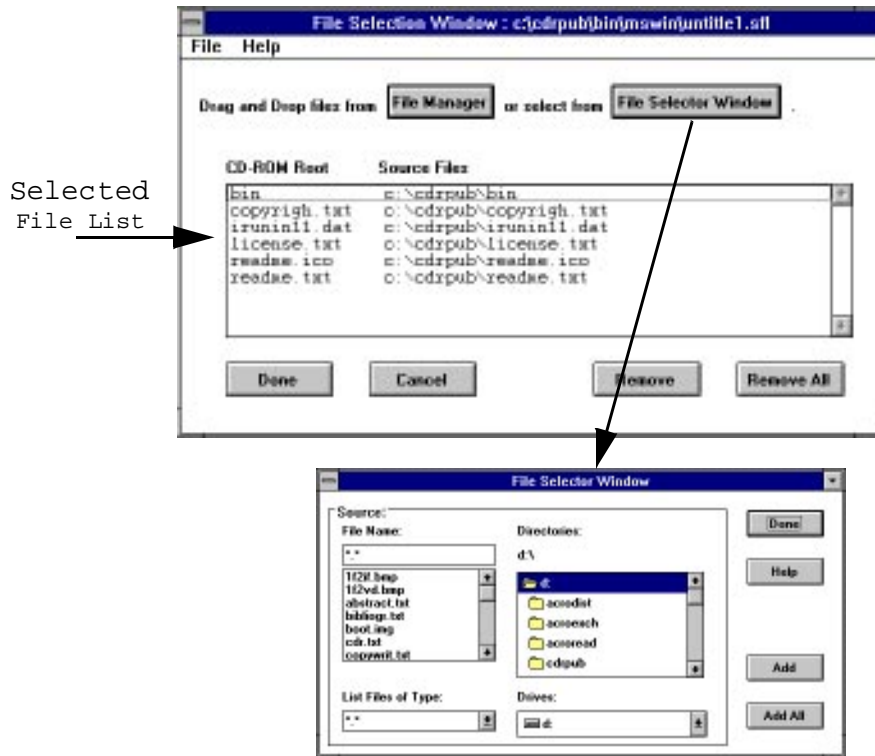 File Selection Window : c:\cdrpub\bin\mswin\untitle1.sfl
File Help
Drag and Drop files from File Manager or select from File Selector Window .
CD-ROM Root Source Files
Selected
File List
bin c:\cdrpub\bin
copyrigh.txt c:\cdrpub\copyrigh.txt
irunin11.dat c:\cdrpub\irunin11.dat
license.txt c:\cdrpub\license.txt
readme.ico c:\cdrpub\readme.ico
readme.txt c:\cdrpub\readme.txt
Done Cancel Remove Remove All
File Selector Window
Source:
File Name: Directories:
*.* d:\
1f2if.bmp
1f2vd.bmp
abstract.txt
bibliogr.txt
boot.img
cdr.txt
copywrit.txt
d:
acrodist
acroexch
acroread
cdrpub
List Files of Type: Drives:
*.* d:
Done
Help
Add
Add All